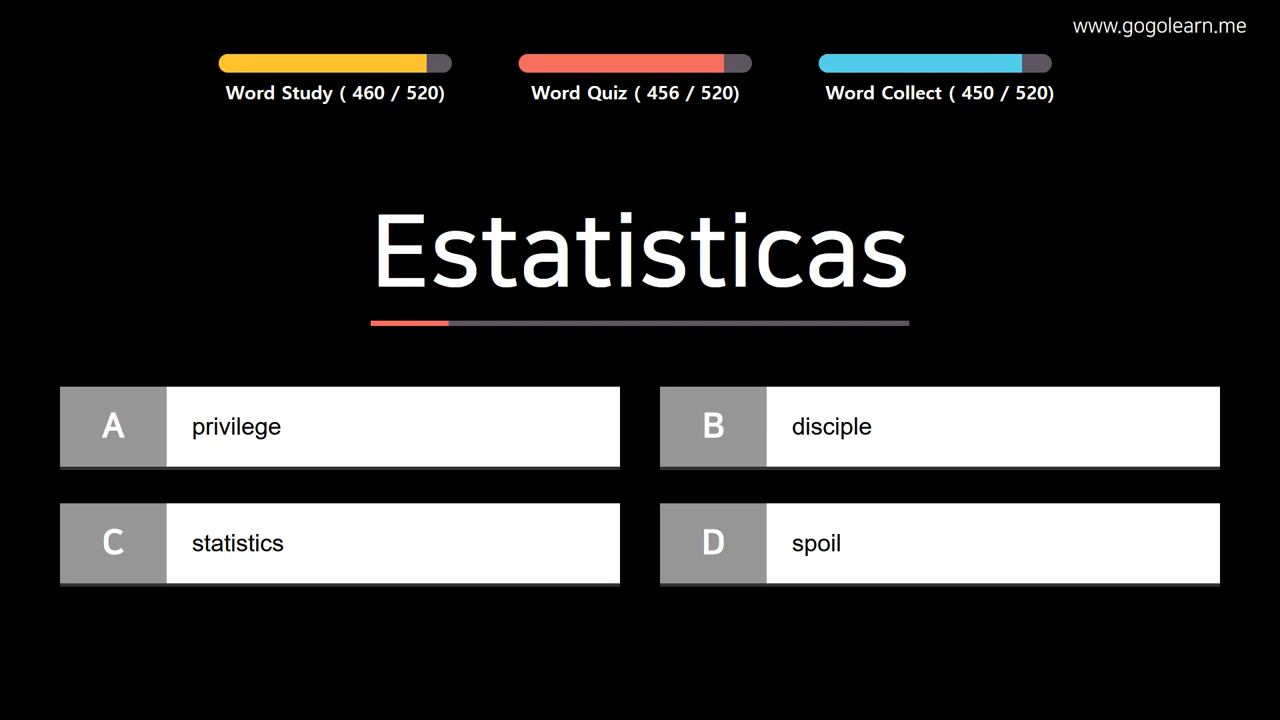 www.gogolearn.me
Word Study ( 460 / 520)
Word Quiz ( 456 / 520)
Word Collect ( 450 / 520)
Estatisticas
A privilege
B disciple
C statistics
D spoil